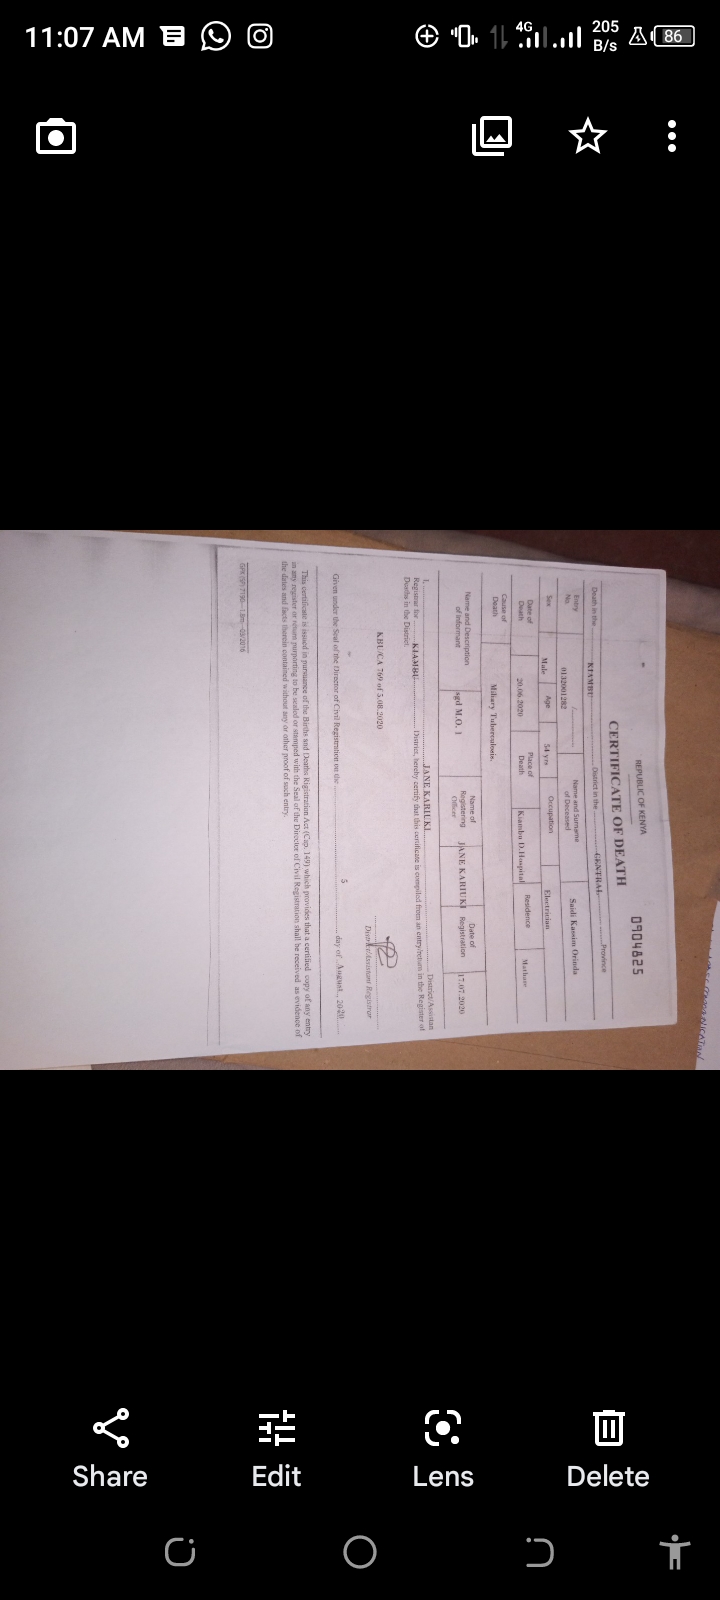 11:07 AM
4G
205
B/s
86
REPUBLIC OF KENYA
CERTIFICATE OF DEATH
0904825
Death in the KIAMBU District in the CENTRAL Province
Entry No. 0132001282 Name and Surname of Deceased Saidi Kassim Orinda
Sex Male Age 54 yrs Occupation Electrician
Date of Death 20.06.2020 Place of Death Kiambu D.Hospital Residence Mathare
Cause of Death Miliary Tuberculosis.
Name and Description of Informant sgd M.O. 1 Name of Registering Officer JANE KARIUKI Date of Registration 17.07.2020
I, JANE KARIUKI District/Assistant
Registrar for KIAMBU District, hereby certify that this certificate is compiled from an entry/return in the Register of
Deaths in the District.
KBU/CA 769 of 5.08.2020
District/Assistant Registrar
Given under the Seal of the Director of Civil Registration on the 5 day of August, 2020
This certificate is issued in pursuance of the Births and Deaths Registration Act (Cap. 149) which provides that a certified copy of any entry
in any register or return purporting to be sealed or stamped with the Seal of the Director of Civil Registration shall be received as evidence of
the dates and facts therein contained without any or other proof of such entry.
Share
Edit
Lens
Delete